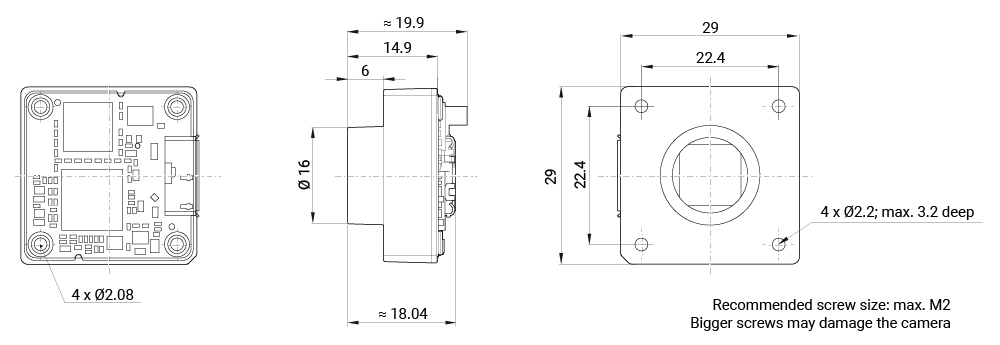 ≈ 19.9
14.9
6
Ø 16
≈ 18.04
4 x Ø2.08
29
22.4
29
22.4
4 x Ø2.2; max. 3.2 deep
Recommended screw size: max. M2
Bigger screws may damage the camera